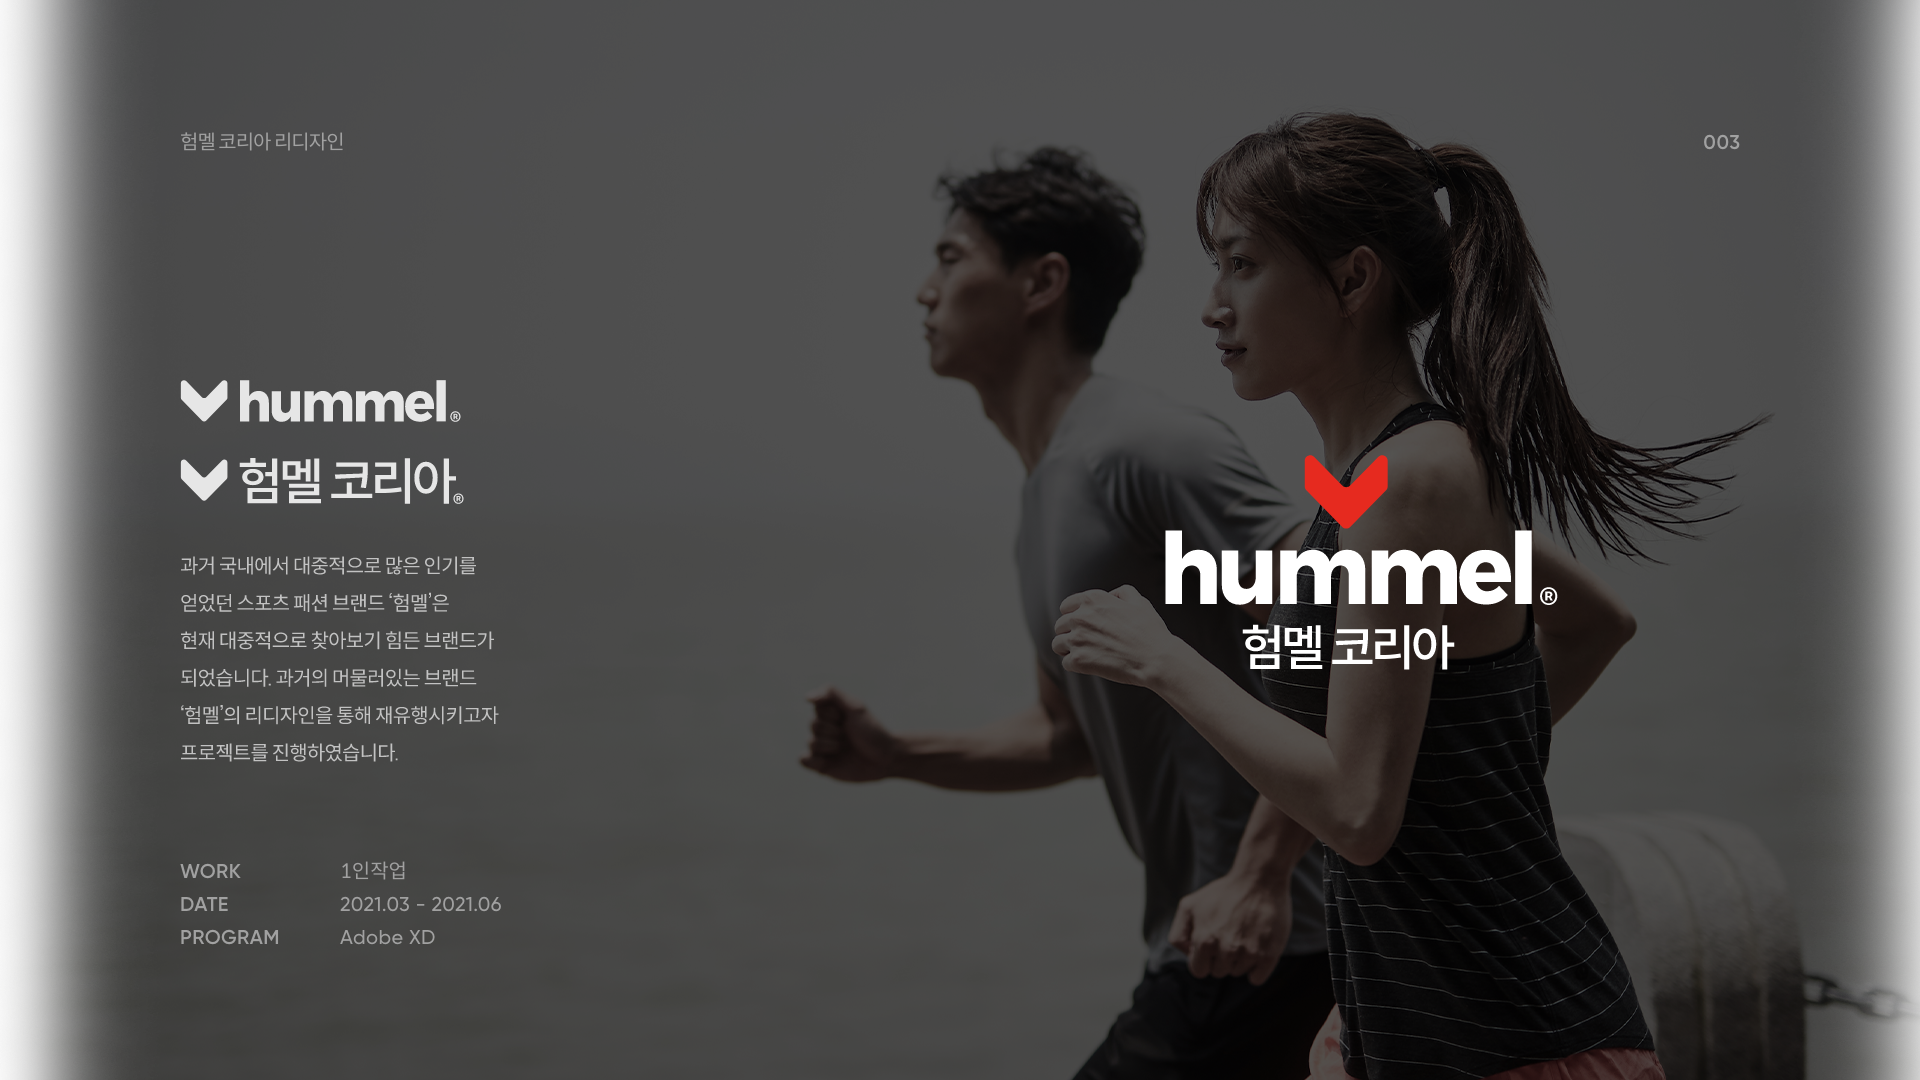 험멜 코리아 리디자인
003
hummel®
험멜 코리아®
과거 국내에서 대중적으로 많은 인기를
얻었던 스포츠 패션 브랜드 ‘험멜’은
현재 대중적으로 찾아보기 힘든 브랜드가
되었습니다. 과거의 머물러있는 브랜드
‘험멜’의 리디자인을 통해 재유행시키고자
프로젝트를 진행하였습니다.
WORK 1인작업
DATE 2021.03 - 2021.06
PROGRAM Adobe XD
hummel®
험멜 코리아